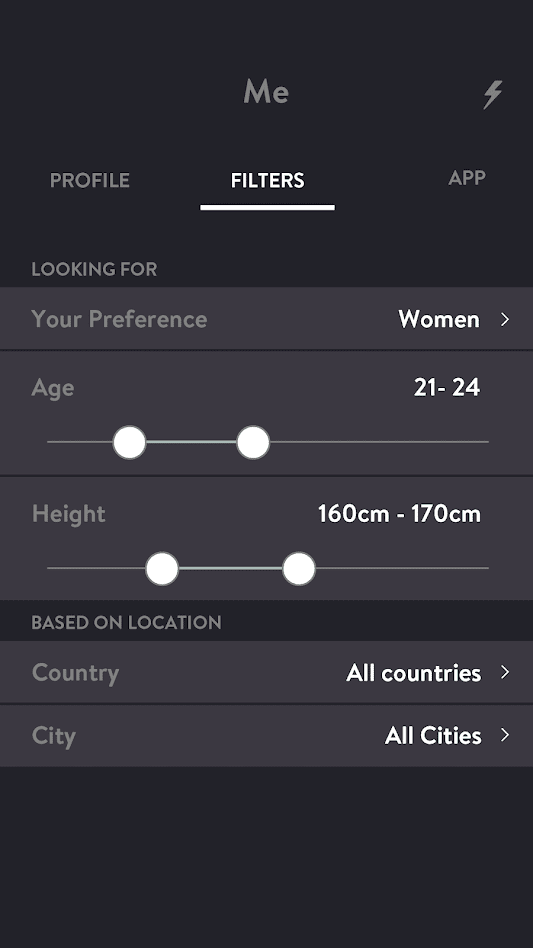 Me
PROFILE FILTERS APP
LOOKING FOR
Your Preference Women
Age 21- 24
Height 160cm - 170cm
BASED ON LOCATION
Country All countries
City All Cities